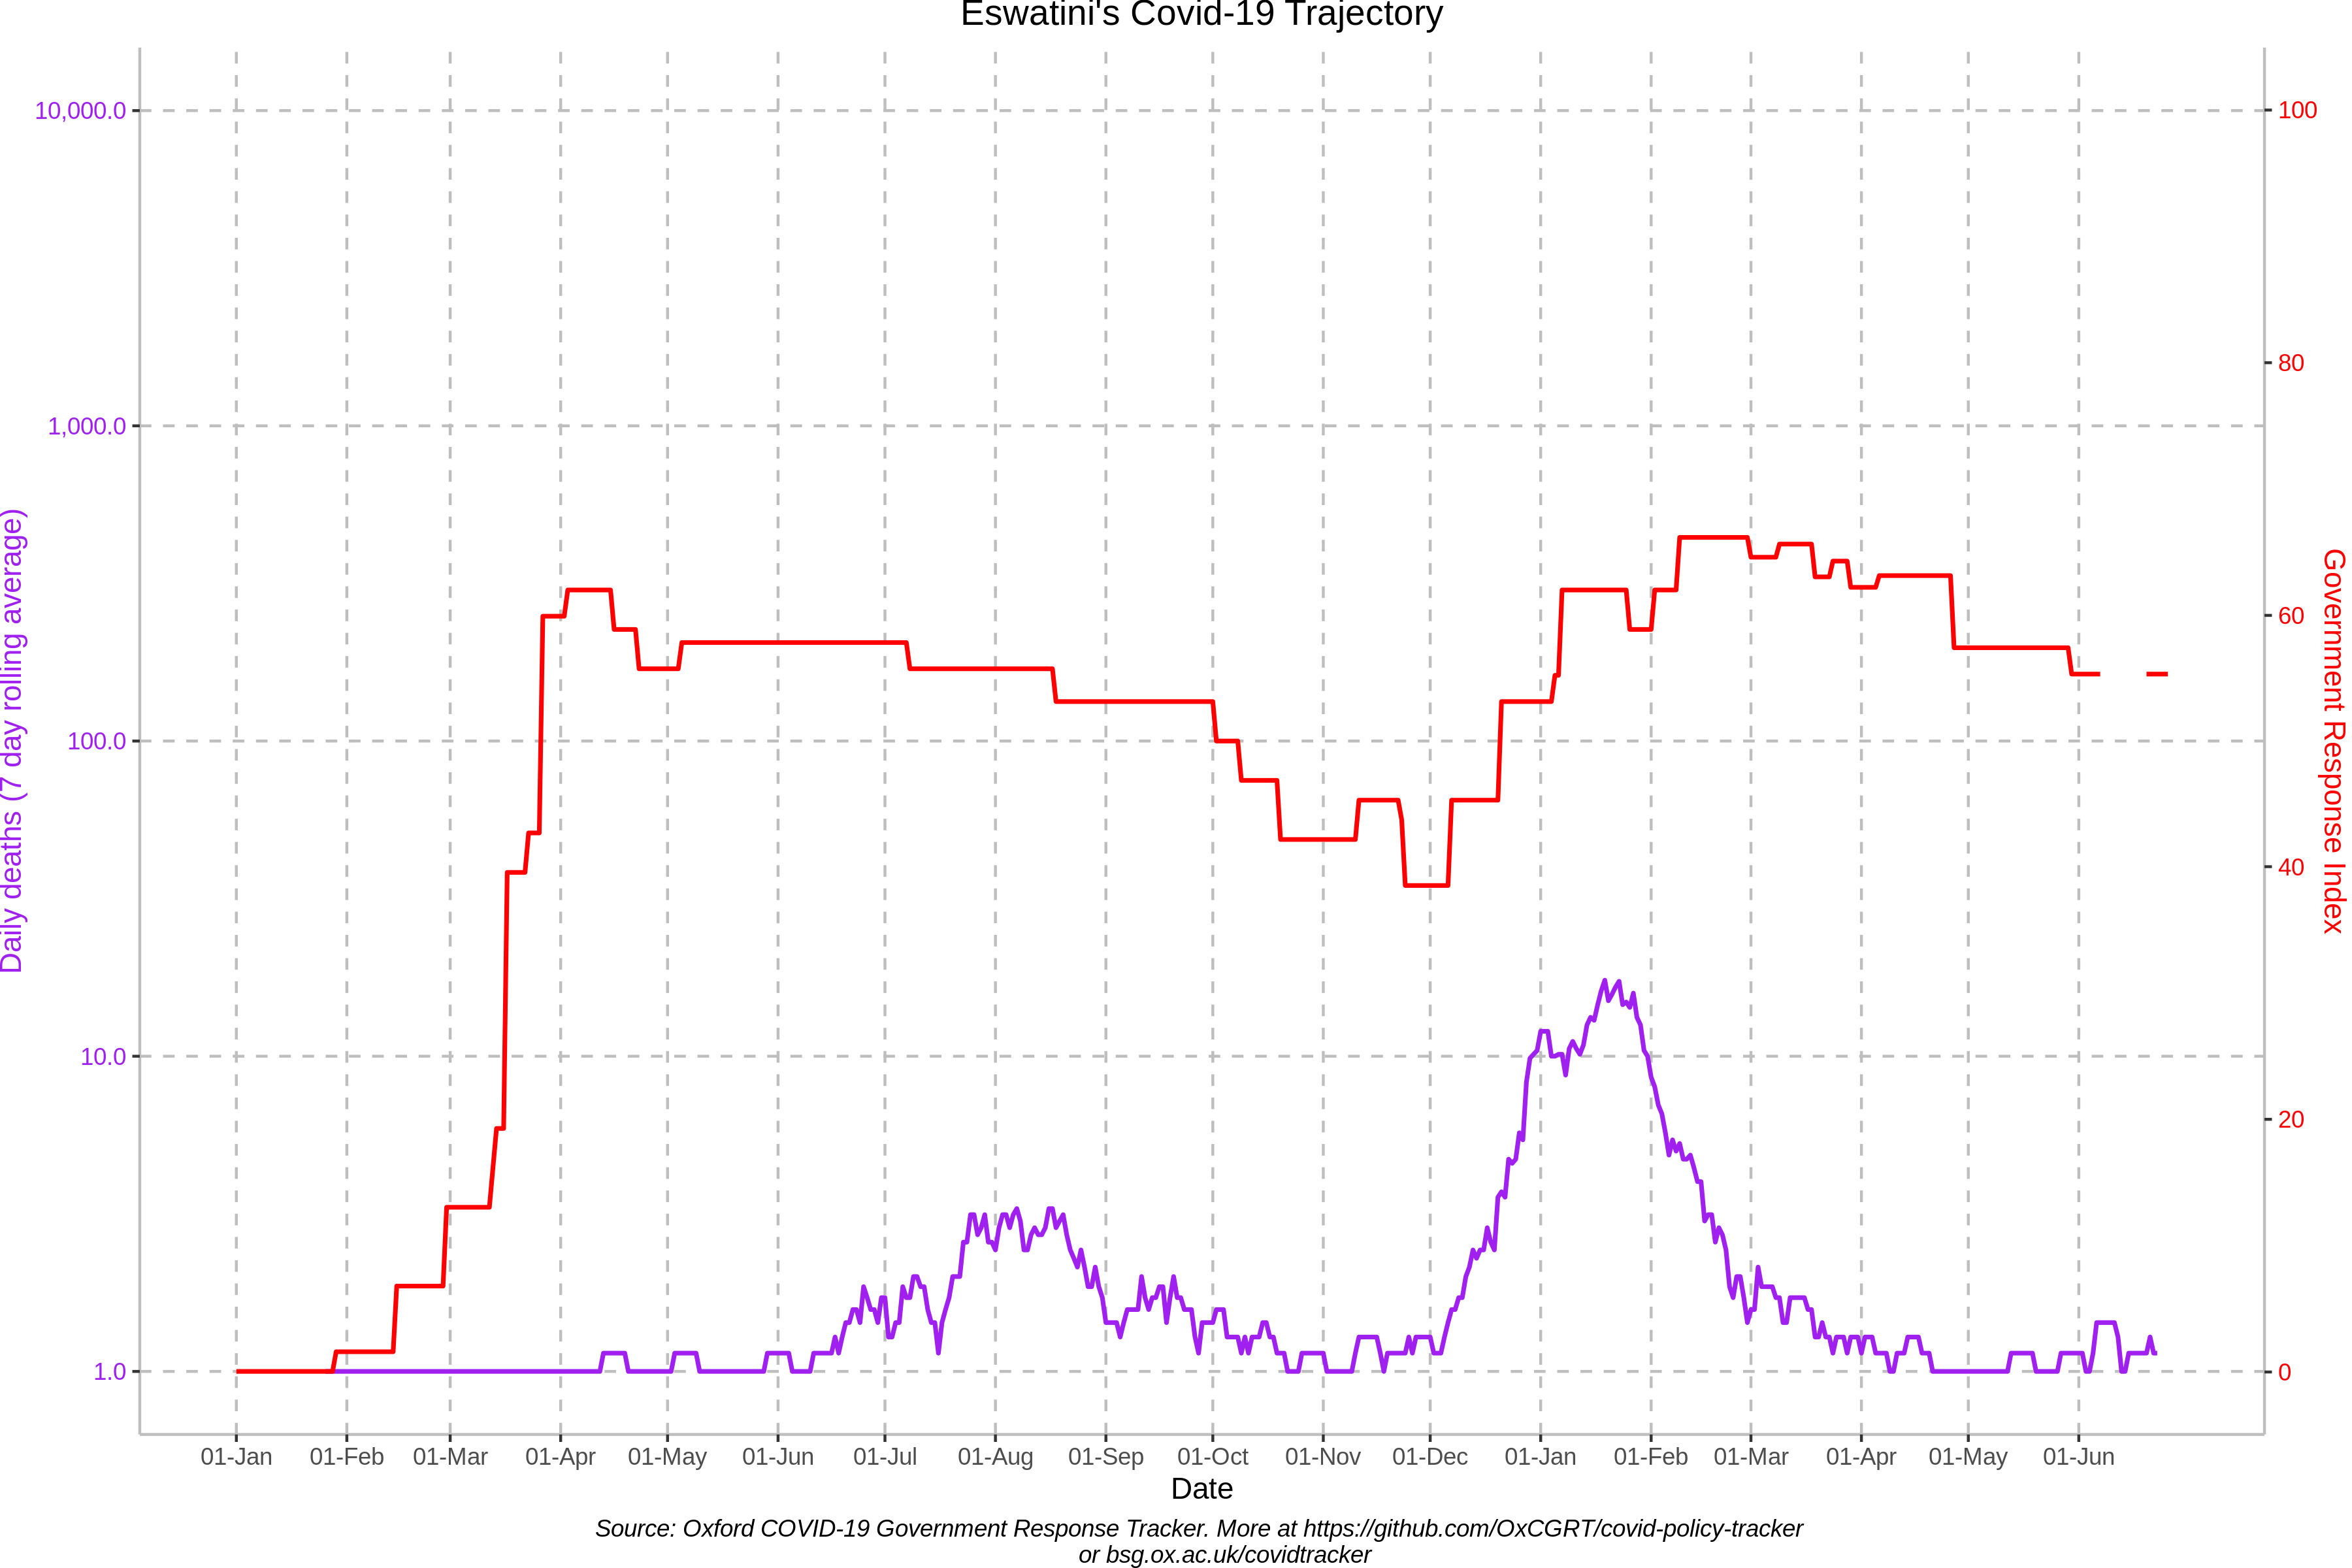 Eswatini's Covid-19 Trajectory
10,000.0
1,000.0
100.0
10.0
1.0
Daily deaths (7 day rolling average)
100
80
60
40
20
0
Government Response Index
01-Jan 01-Feb 01-Mar 01-Apr 01-May 01-Jun 01-Jul 01-Aug 01-Sep 01-Oct 01-Nov 01-Dec 01-Jan 01-Feb 01-Mar 01-Apr 01-May 01-Jun
Date
Source: Oxford COVID-19 Government Response Tracker. More at https://github.com/OxCGRT/covid-policy-tracker
or bsg.ox.ac.uk/covidtracker